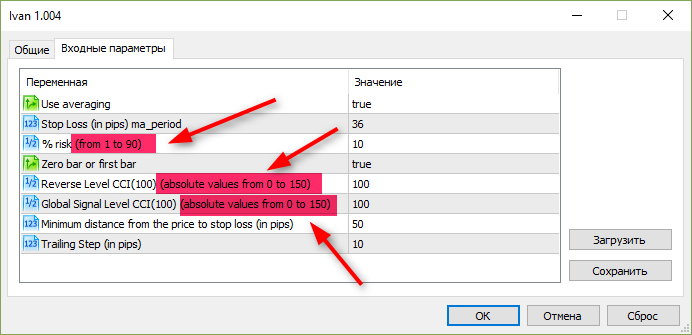 Ivan 1.004
Общие Входные параметры
Переменная Значение
Use averaging true
Stop Loss (in pips) ma_period 36
% risk (from 1 to 90) 10
Zero bar or first bar true
Reverse Level CCI(100) (absolute values from 0 to 150) 100
Global Signal Level CCI(100) (absolute values from 0 to 150) 100
Minimum distance from the price to stop loss (in pips) 50
Trailing Step (in pips) 10
Загрузить
Сохранить
OK Отмена Сброс